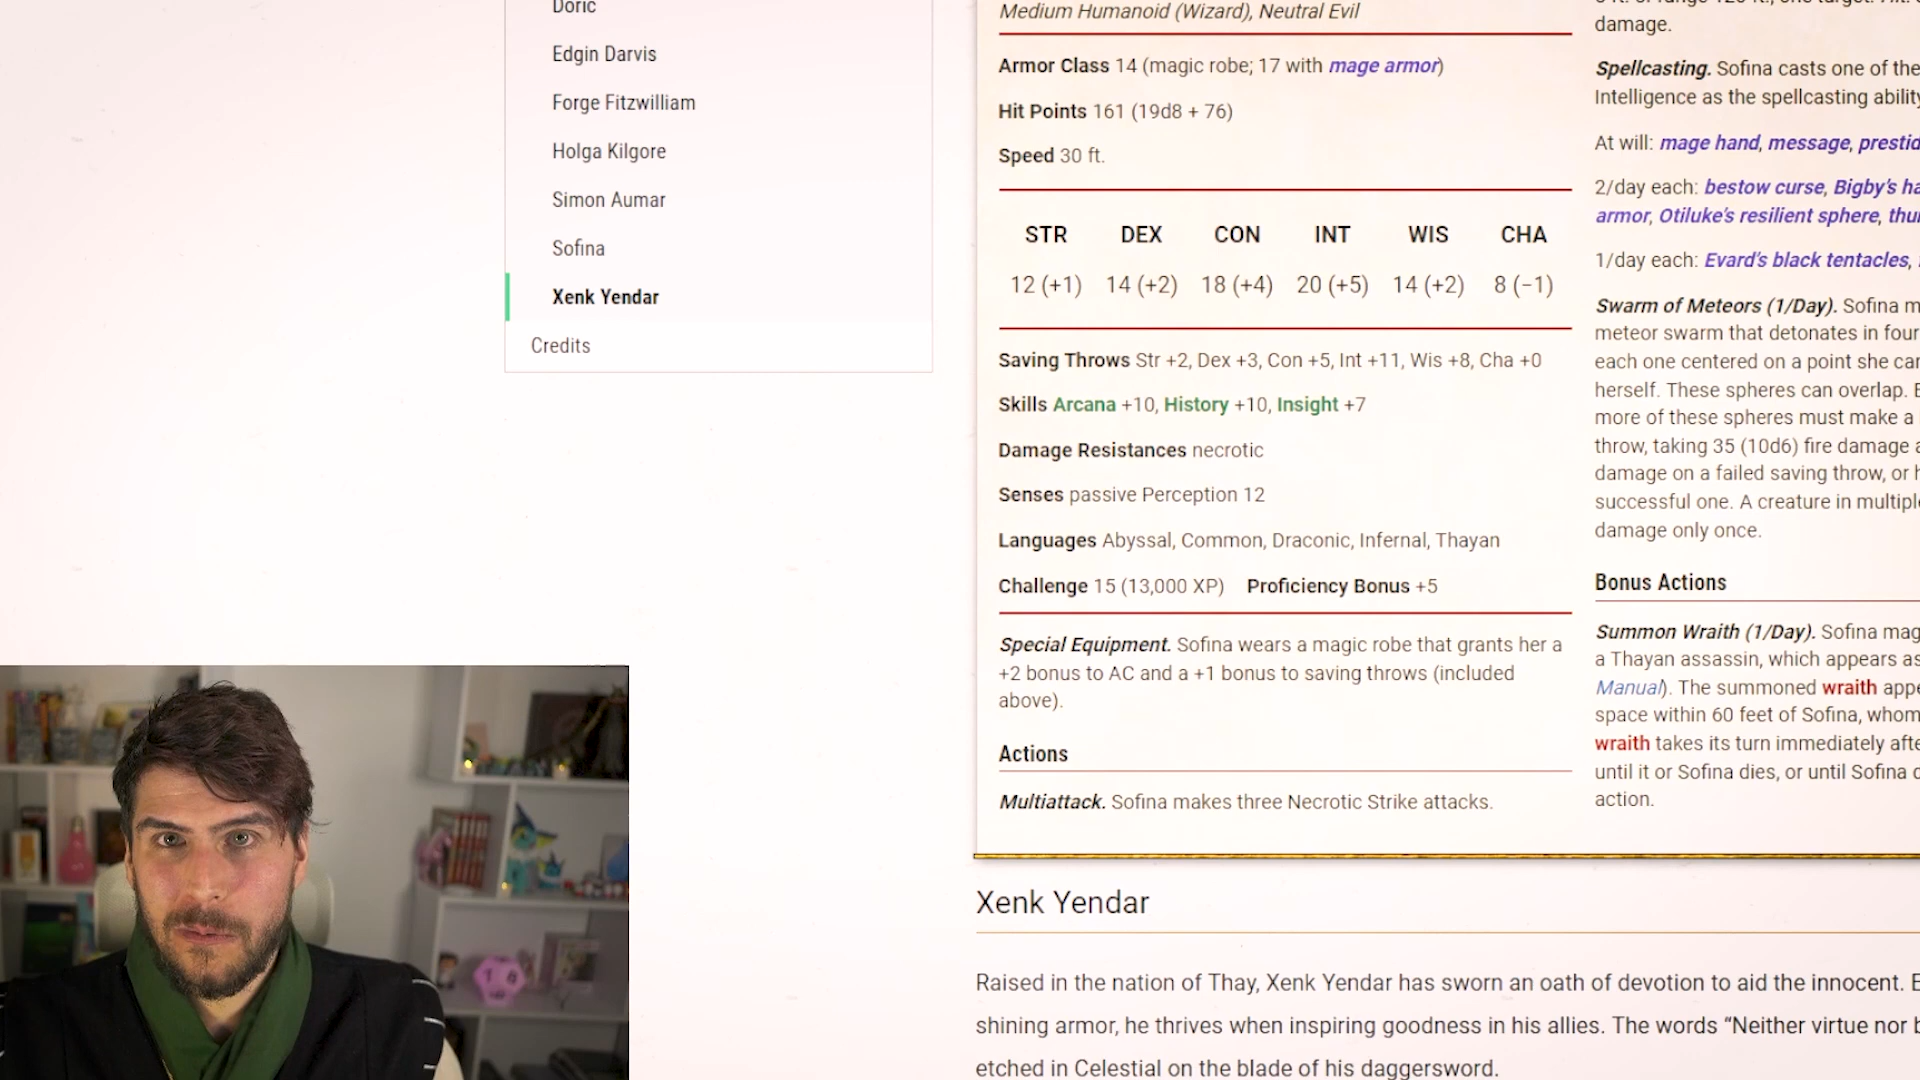 Doric
Edgin Darvis
Forge Fitzwilliam
Holga Kilgore
Simon Aumar
Sofina
Xenk Yendar
Credits
Medium Humanoid (Wizard), Neutral Evil
Armor Class 14 (magic robe; 17 with mage armor)
Hit Points 161 (19d8 + 76)
Speed 30 ft.
STR DEX CON INT WIS CHA
12 (+1) 14 (+2) 18 (+4) 20 (+5) 14 (+2) 8 (−1)
Saving Throws Str +2, Dex +3, Con +5, Int +11, Wis +8, Cha +0
Skills Arcana +10, History +10, Insight +7
Damage Resistances necrotic
Senses passive Perception 12
Languages Abyssal, Common, Draconic, Infernal, Thayan
Challenge 15 (13,000 XP) Proficiency Bonus +5
Special Equipment. Sofina wears a magic robe that grants her a
+2 bonus to AC and a +1 bonus to saving throws (included
above).
Actions
Multiattack. Sofina makes three Necrotic Strike attacks.
damage.
Spellcasting. Sofina casts one of the
Intelligence as the spellcasting ability
At will: mage hand, message,
2/day each: bestow curse, Bigby's
armor, Otiluke's resilient sphere,
1/day each: Evard's black tentacles,
Swarm of Meteors (1/Day). Sofina
meteor swarm that detonates in four
each one centered on a point she
herself. These spheres can overlap.
more of these spheres must make a
throw, taking 35 (10d6) fire damage
damage on a failed saving throw, or
successful one. A creature in
damage only once.
Bonus Actions
Summon Wraith (1/Day). Sofina
a Thayan assassin, which appears as
Manual). The summoned wraith
space within 60 feet of Sofina, whom
wraith takes its turn immediately
until it or Sofina dies, or until Sofina
action.
Xenk Yendar
Raised in the nation of Thay, Xenk Yendar has sworn an oath of devotion to aid the innocent.
shining armor, he thrives when inspiring goodness in his allies. The words “Neither virtue nor
etched in Celestial on the blade of his daggersword.